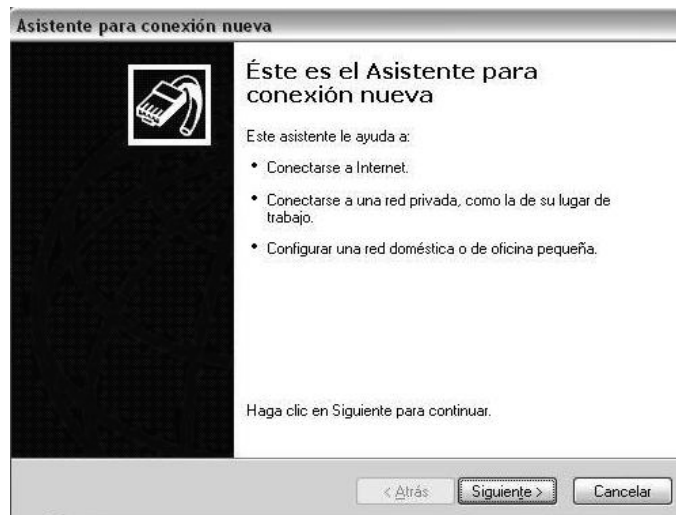 Asistente para conexión nueva
Éste es el Asistente para
conexión nueva
Este asistente le ayuda a:
• Conectarse a Internet.
• Conectarse a una red privada, como la de su lugar de
trabajo.
• Configurar una red doméstica o de oficina pequeña.
Haga clic en Siguiente para continuar.
< Atrás Siguiente > Cancelar